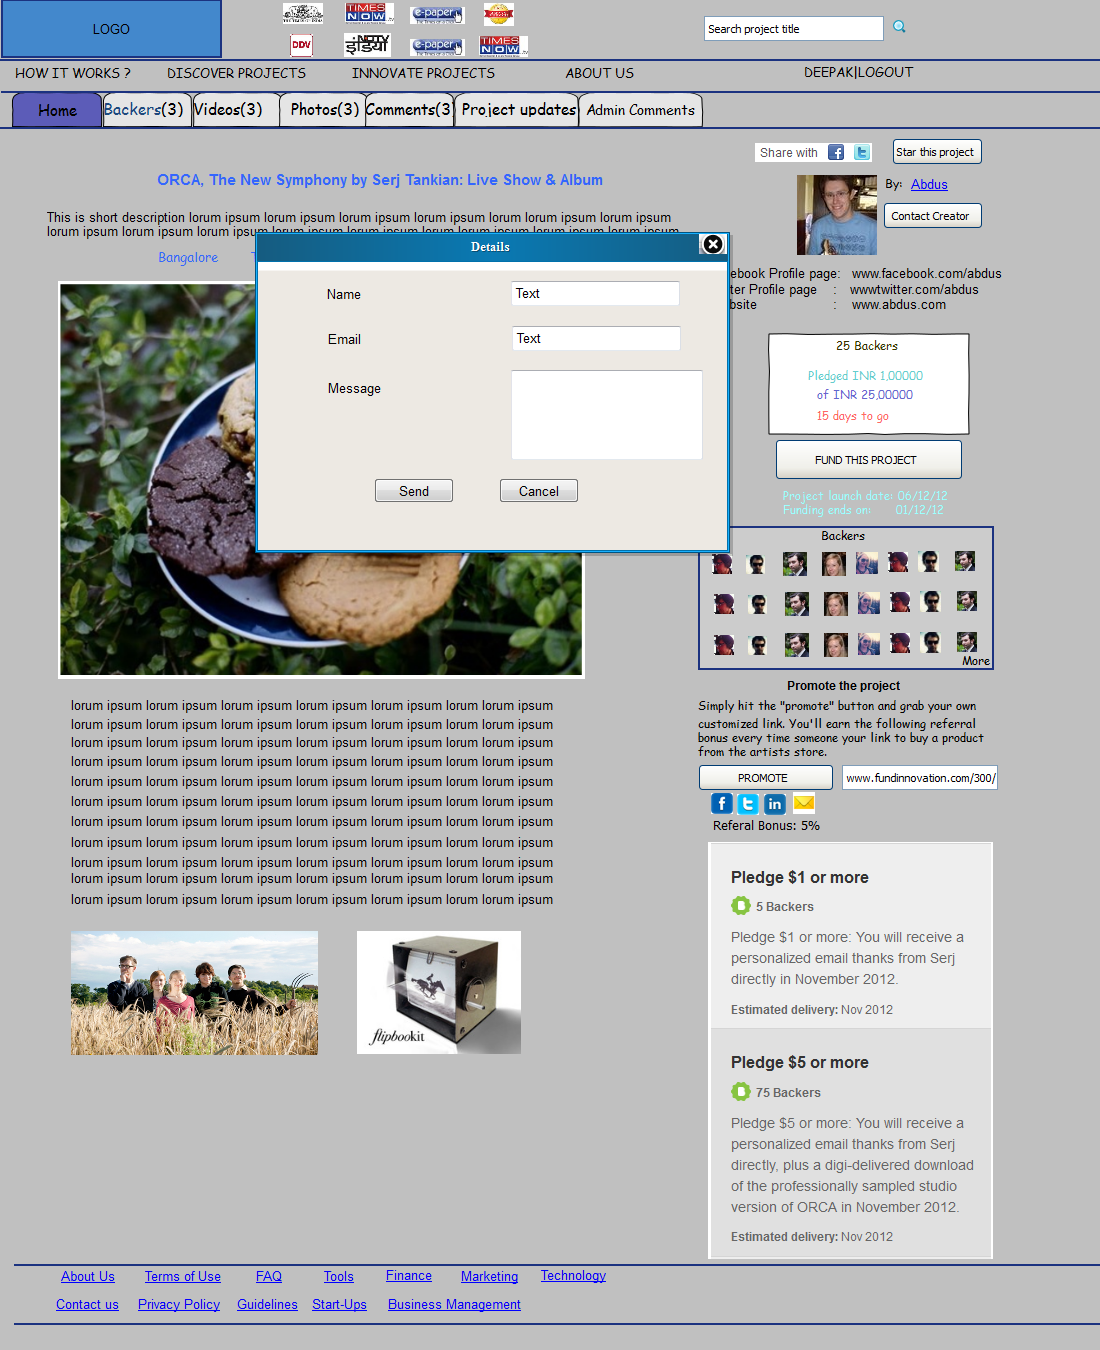 LOGO
TIMES
NOW
.tv
e-paper
DDV
NDTV
इंडिया
e-paper
TIMES
NOW
.tv
Search project title
HOW IT WORKS ? DISCOVER PROJECTS INNOVATE PROJECTS ABOUT US DEEPAK|LOGOUT
Home Backers(3) Videos(3) Photos(3) Comments(3) Project updates Admin Comments
Share with
Star this project
ORCA, The New Symphony by Serj Tankian: Live Show & Album
By: Abdus
Contact Creator
This is short description lorum ipsum lorum ipsum lorum ipsum lorum ipsum lorum ipsum lorum ipsum
lorum ipsum lorum ipsum lorum ipsum lorum ipsum lorum ipsum lorum ipsum lorum ipsum lorum ipsum
Bangalore
Details
Name Text
Email Text
Message
Send Cancel
ebook Profile page: www.facebook.com/abdus
ter Profile page : wwwtwitter.com/abdus
bsite : www.abdus.com
25 Backers
Pledged INR 1,00000
of INR 25,00000
15 days to go
FUND THIS PROJECT
Project launch date: 06/12/12
Funding ends on: 01/12/12
Backers
More
Promote the project
Simply hit the "promote" button and grab your own
customized link. You'll earn the following referral
bonus every time someone your link to buy a product
from the artists store.
PROMOTE www.fundinnovation.com/300/
Referal Bonus: 5%
lorum ipsum lorum ipsum lorum ipsum lorum ipsum lorum ipsum lorum ipsum lorum ipsum
lorum ipsum lorum ipsum lorum ipsum lorum ipsum lorum ipsum lorum ipsum lorum ipsum
lorum ipsum lorum ipsum lorum ipsum lorum ipsum lorum ipsum lorum ipsum lorum ipsum
lorum ipsum lorum ipsum lorum ipsum lorum ipsum lorum ipsum lorum ipsum lorum ipsum
lorum ipsum lorum ipsum lorum ipsum lorum ipsum lorum ipsum lorum ipsum lorum ipsum
lorum ipsum lorum ipsum lorum ipsum lorum ipsum lorum ipsum lorum ipsum lorum ipsum
lorum ipsum lorum ipsum lorum ipsum lorum ipsum lorum ipsum lorum ipsum lorum ipsum
lorum ipsum lorum ipsum lorum ipsum lorum ipsum lorum ipsum lorum ipsum lorum ipsum
lorum ipsum lorum ipsum lorum ipsum lorum ipsum lorum ipsum lorum ipsum lorum ipsum
lorum ipsum lorum ipsum lorum ipsum lorum ipsum lorum ipsum lorum ipsum lorum ipsum
lorum ipsum lorum ipsum lorum ipsum lorum ipsum lorum ipsum lorum ipsum lorum ipsum
flipbookit
Pledge $1 or more
5 Backers
Pledge $1 or more: You will receive a
personalized email thanks from Serj
directly in November 2012.
Estimated delivery: Nov 2012
Pledge $5 or more
75 Backers
Pledge $5 or more: You will receive a
personalized email thanks from Serj
directly, plus a digi-delivered download
of the professionally sampled studio
version of ORCA in November 2012.
Estimated delivery: Nov 2012
About Us Terms of Use FAQ Tools Finance Marketing Technology
Contact us Privacy Policy Guidelines Start-Ups Business Management